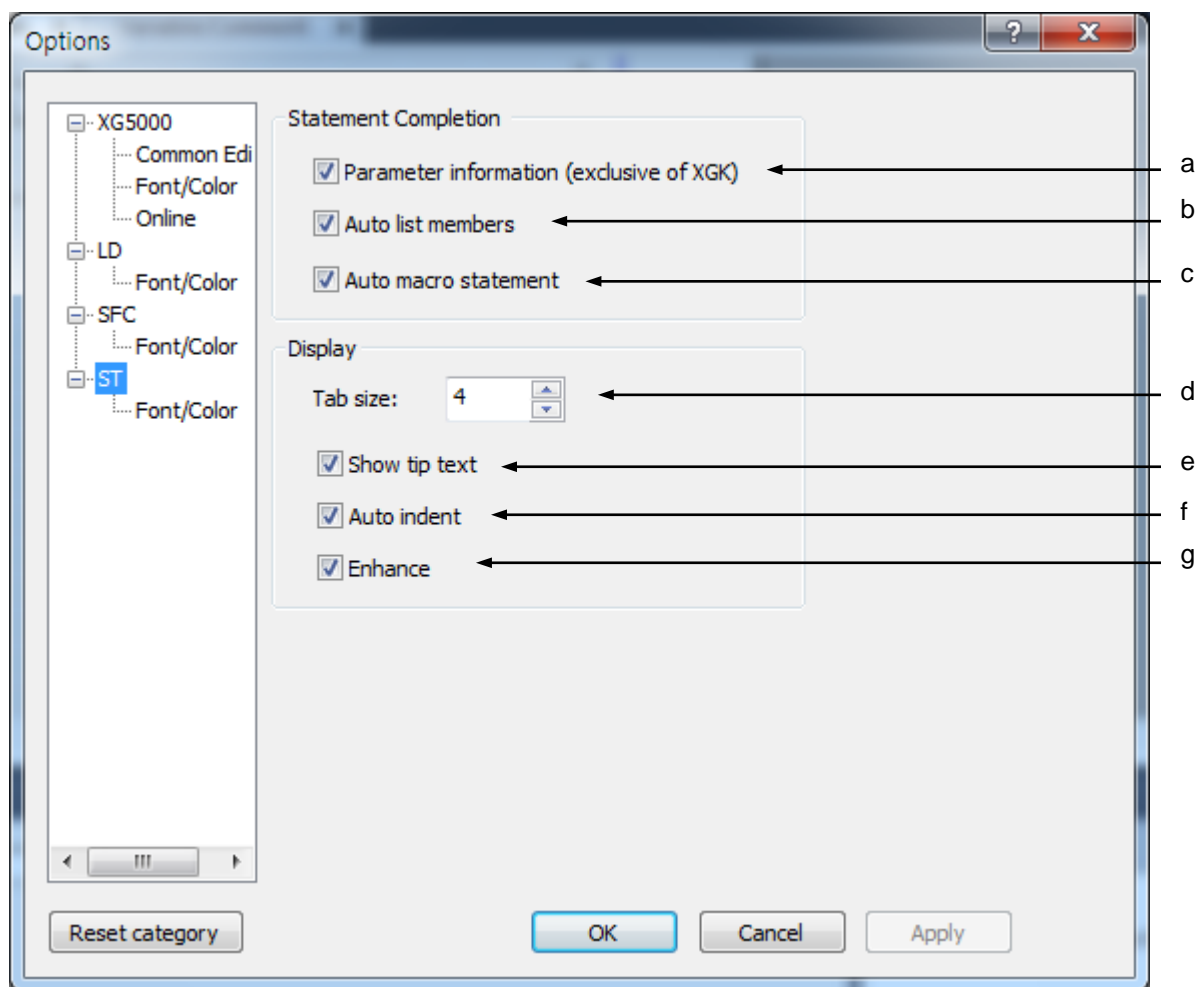 Options
XG5000
Common Edi
Font/Color
Online
LD
Font/Color
SFC
Font/Color
ST
Font/Color
Statement Completion
Parameter information (exclusive of XGK)
Auto list members
Auto macro statement
Display
Tab size: 4
Show tip text
Auto indent
Enhance
a
b
c
d
e
f
g
Reset category
OK
Cancel
Apply